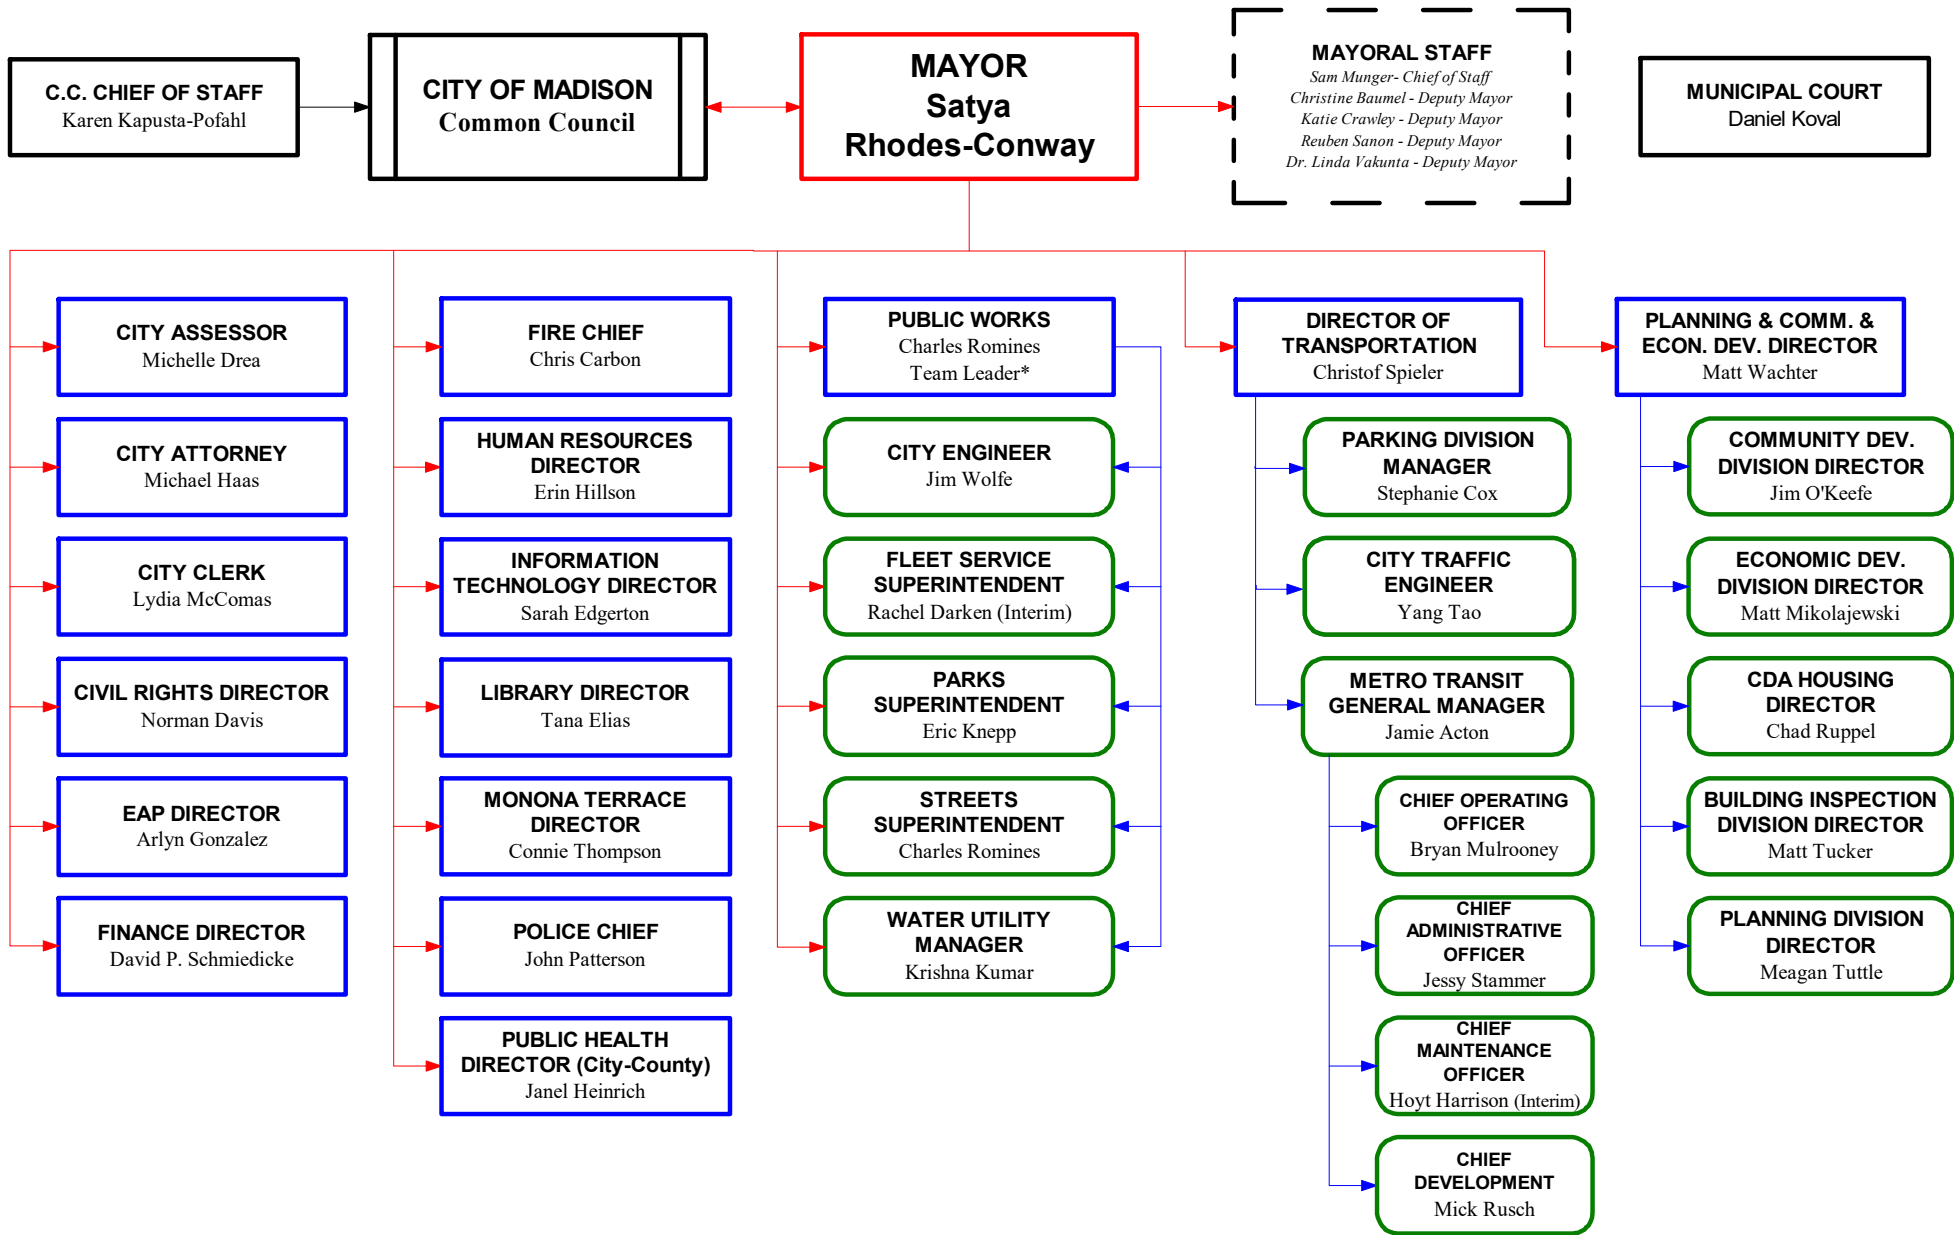 C.C. CHIEF OF STAFF
Karen Kapusta-Pofahl
CITY OF MADISON
Common Council
MAYOR
Satya
Rhodes-Conway
MAYORAL STAFF
Sam Munger- Chief of Staff
Christine Baumel - Deputy Mayor
Katie Crawley - Deputy Mayor
Reuben Sanon - Deputy Mayor
Dr. Linda Vakunta - Deputy Mayor
MUNICIPAL COURT
Daniel Koval
CITY ASSESSOR
Michelle Drea
CITY ATTORNEY
Michael Haas
CITY CLERK
Lydia McComas
CIVIL RIGHTS DIRECTOR
Norman Davis
EAP DIRECTOR
Arlyn Gonzalez
FINANCE DIRECTOR
David P. Schmiedicke
FIRE CHIEF
Chris Carbon
HUMAN RESOURCES
DIRECTOR
Erin Hillson
INFORMATION
TECHNOLOGY DIRECTOR
Sarah Edgerton
LIBRARY DIRECTOR
Tana Elias
MONONA TERRACE
DIRECTOR
Connie Thompson
POLICE CHIEF
John Patterson
PUBLIC HEALTH
DIRECTOR (City-County)
Janel Heinrich
PUBLIC WORKS
Charles Romines
Team Leader*
CITY ENGINEER
Jim Wolfe
FLEET SERVICE
SUPERINTENDENT
Rachel Darken (Interim)
PARKS
SUPERINTENDENT
Eric Knepp
STREETS
SUPERINTENDENT
Charles Romines
WATER UTILITY
MANAGER
Krishna Kumar
DIRECTOR OF
TRANSPORTATION
Christof Spieler
PARKING DIVISION
MANAGER
Stephanie Cox
CITY TRAFFIC
ENGINEER
Yang Tao
METRO TRANSIT
GENERAL MANAGER
Jamie Acton
CHIEF OPERATING
OFFICER
Bryan Mulrooney
CHIEF
ADMINISTRATIVE
OFFICER
Jessy Stammer
CHIEF
MAINTENANCE
OFFICER
Hoyt Harrison (Interim)
CHIEF
DEVELOPMENT
Mick Rusch
PLANNING & COMM. &
ECON. DEV. DIRECTOR
Matt Wachter
COMMUNITY DEV.
DIVISION DIRECTOR
Jim O'Keefe
ECONOMIC DEV.
DIVISION DIRECTOR
Matt Mikolajewski
CDA HOUSING
DIRECTOR
Chad Ruppel
BUILDING INSPECTION
DIVISION DIRECTOR
Matt Tucker
PLANNING DIVISION
DIRECTOR
Meagan Tuttle